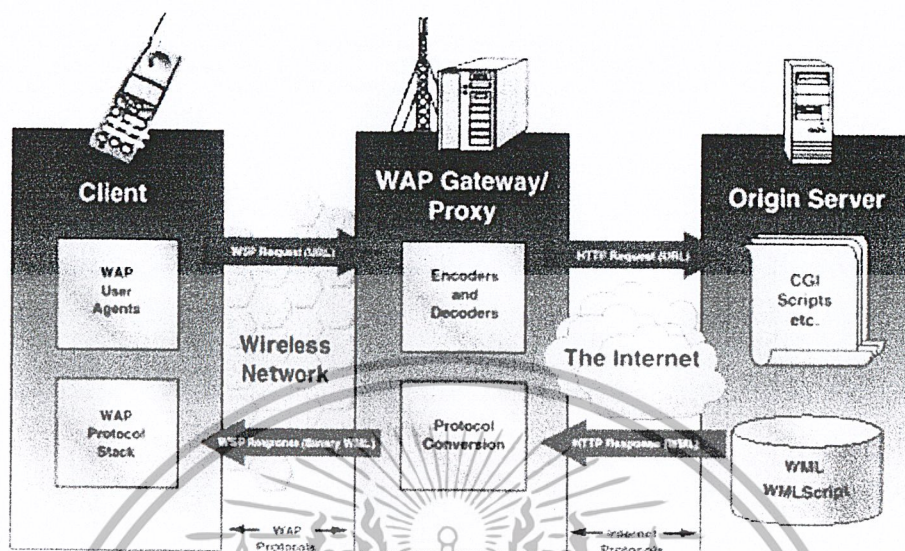 Client
WAP Gateway/
Proxy
Origin Server
WSP Request (URL)
HTTP Request (URL)
WAP
User
Agents
Encoders
and
Decoders
CGI
Scripts
etc.
Wireless
Network
The Internet
WAP
Protocol
Stack
WSP Response (Binary WML)
Protocol
Conversion
HTTP Response (WML)
WML
WMLScript
WAP
Protocols
Internet
Protocols